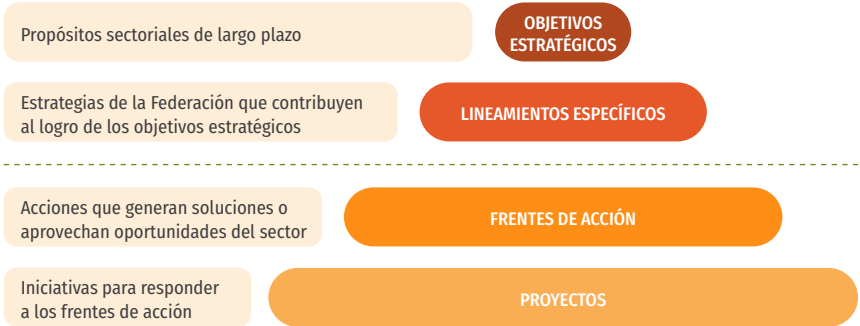 Propósitos sectoriales de largo plazo
OBJETIVOS
ESTRATÉGICOS
Estrategias de la Federación que contribuyen
al logro de los objetivos estratégicos
LINEAMIENTOS ESPECÍFICOS
Acciones que generan soluciones o
aprovechan oportunidades del sector
FRENTES DE ACCIÓN
Iniciativas para responder
a los frentes de acción
PROYECTOS